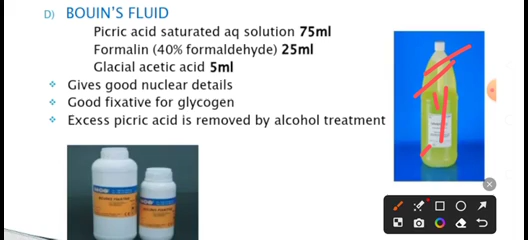 D) BOUIN'S FLUID
Picric acid saturated aq solution 75ml
Formalin (40% formaldehyde) 25ml
Glacial acetic acid 5ml
Gives good nuclear details
Good fixative for glycogen
Excess picric acid is removed by alcohol treatment